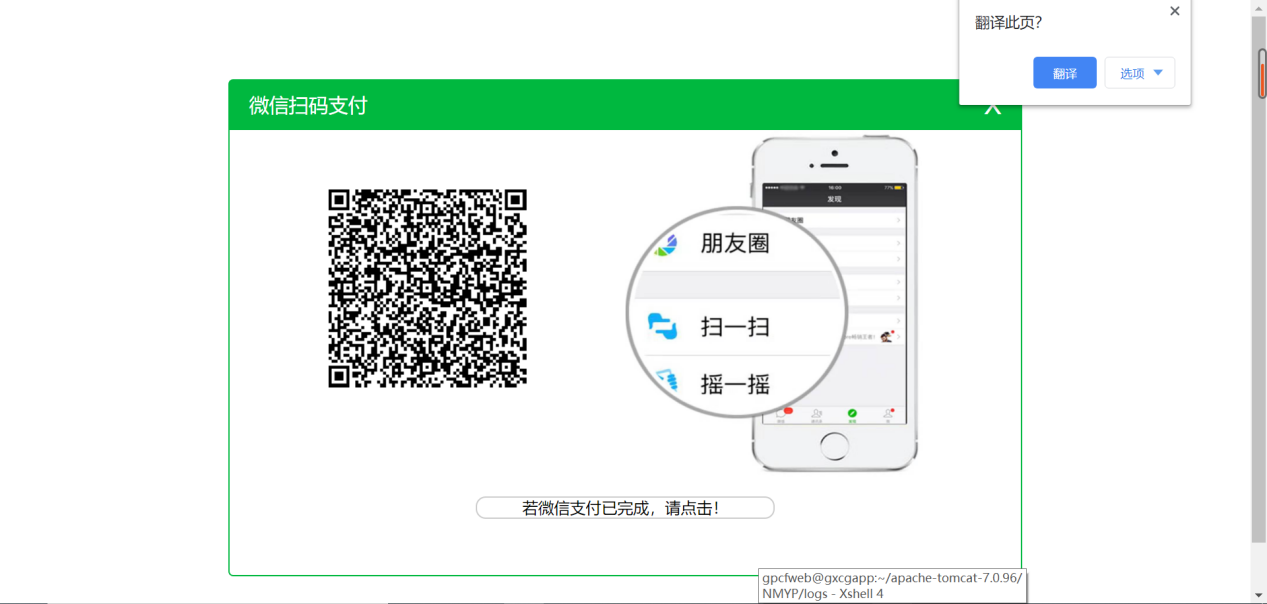 翻译此页?
翻译
选项
微信扫码支付
发现
朋友圈
扫一扫
摇一摇
若微信支付已完成，请点击!
gpcfweb@gxcgapp:~/apache-tomcat-7.0.96/
NMYP/logs - Xshell 4